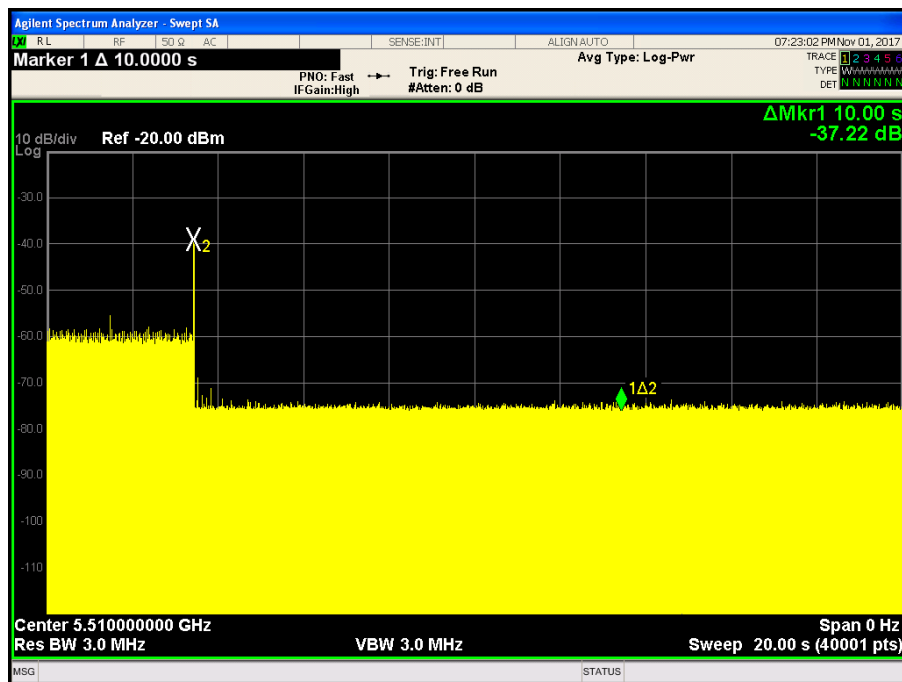 Agilent Spectrum Analyzer - Swept SA
LXI RL RF 50 Ω AC SENSE:INT ALIGN AUTO 07:23:02 PM Nov 01, 2017
Marker 1 Δ 10.0000 s
PNO: Fast
IFGain:High
Trig: Free Run
#Atten: 0 dB
Avg Type: Log-Pwr
TRACE 1 2 3 4 5 6
TYPE WWWWWW
DET N N N N N N
ΔMkr1 10.00 s
-37.22 dB
10 dB/div Ref -20.00 dBm
Log
-30.0
-40.0
X2
-50.0
-60.0
-70.0
1Δ2
-80.0
-90.0
-100
-110
Center 5.510000000 GHz Span 0 Hz
Res BW 3.0 MHz VBW 3.0 MHz Sweep 20.00 s (40001 pts)
MSG STATUS